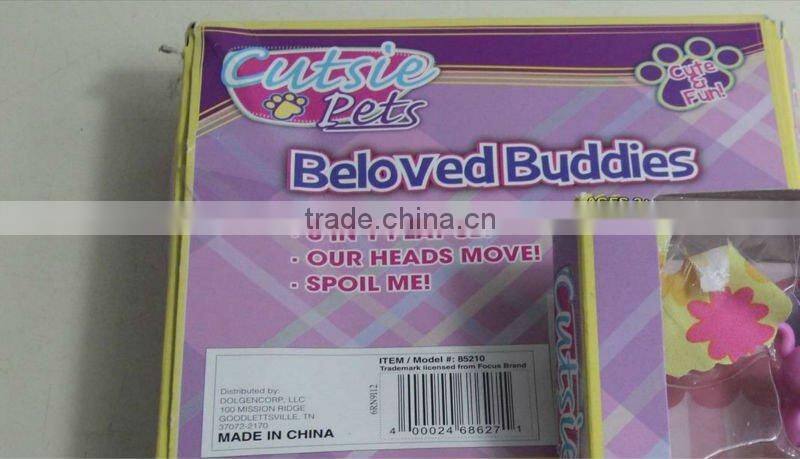 Cutsie
Pets
Cute
&
Fun!
Beloved Buddies
trade.china.cn
· OUR HEADS MOVE!
· SPOIL ME!
Cutsie
ITEM / Model #: 85210
Trademark licensed from Focus Brand
Distributed by:
DOLGENCORP, LLC
100 MISSION RIDGE
GOODLETTSVILLE, TN
37072-2170
MADE IN CHINA
6RN9112
4 00024 68627 1